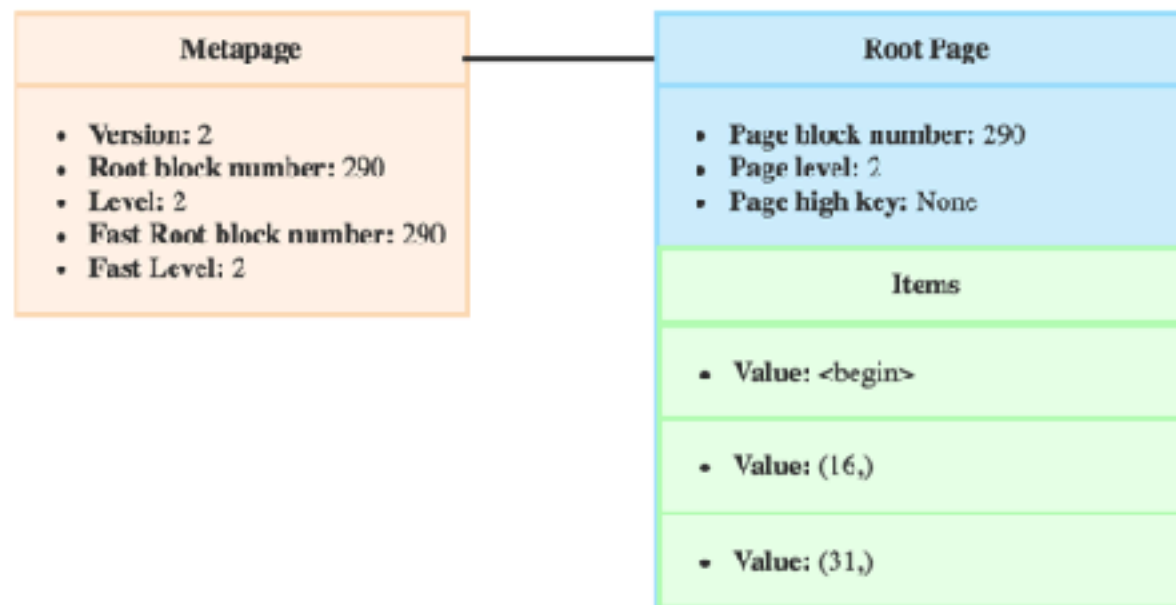 Metapage
• Version: 2
• Root block number: 290
• Level: 2
• Fast Root block number: 290
• Fast Level: 2
Root Page
• Page block number: 290
• Page level: 2
• Page high key: None
Items
• Value: <begin>
• Value: (16,)
• Value: (31,)